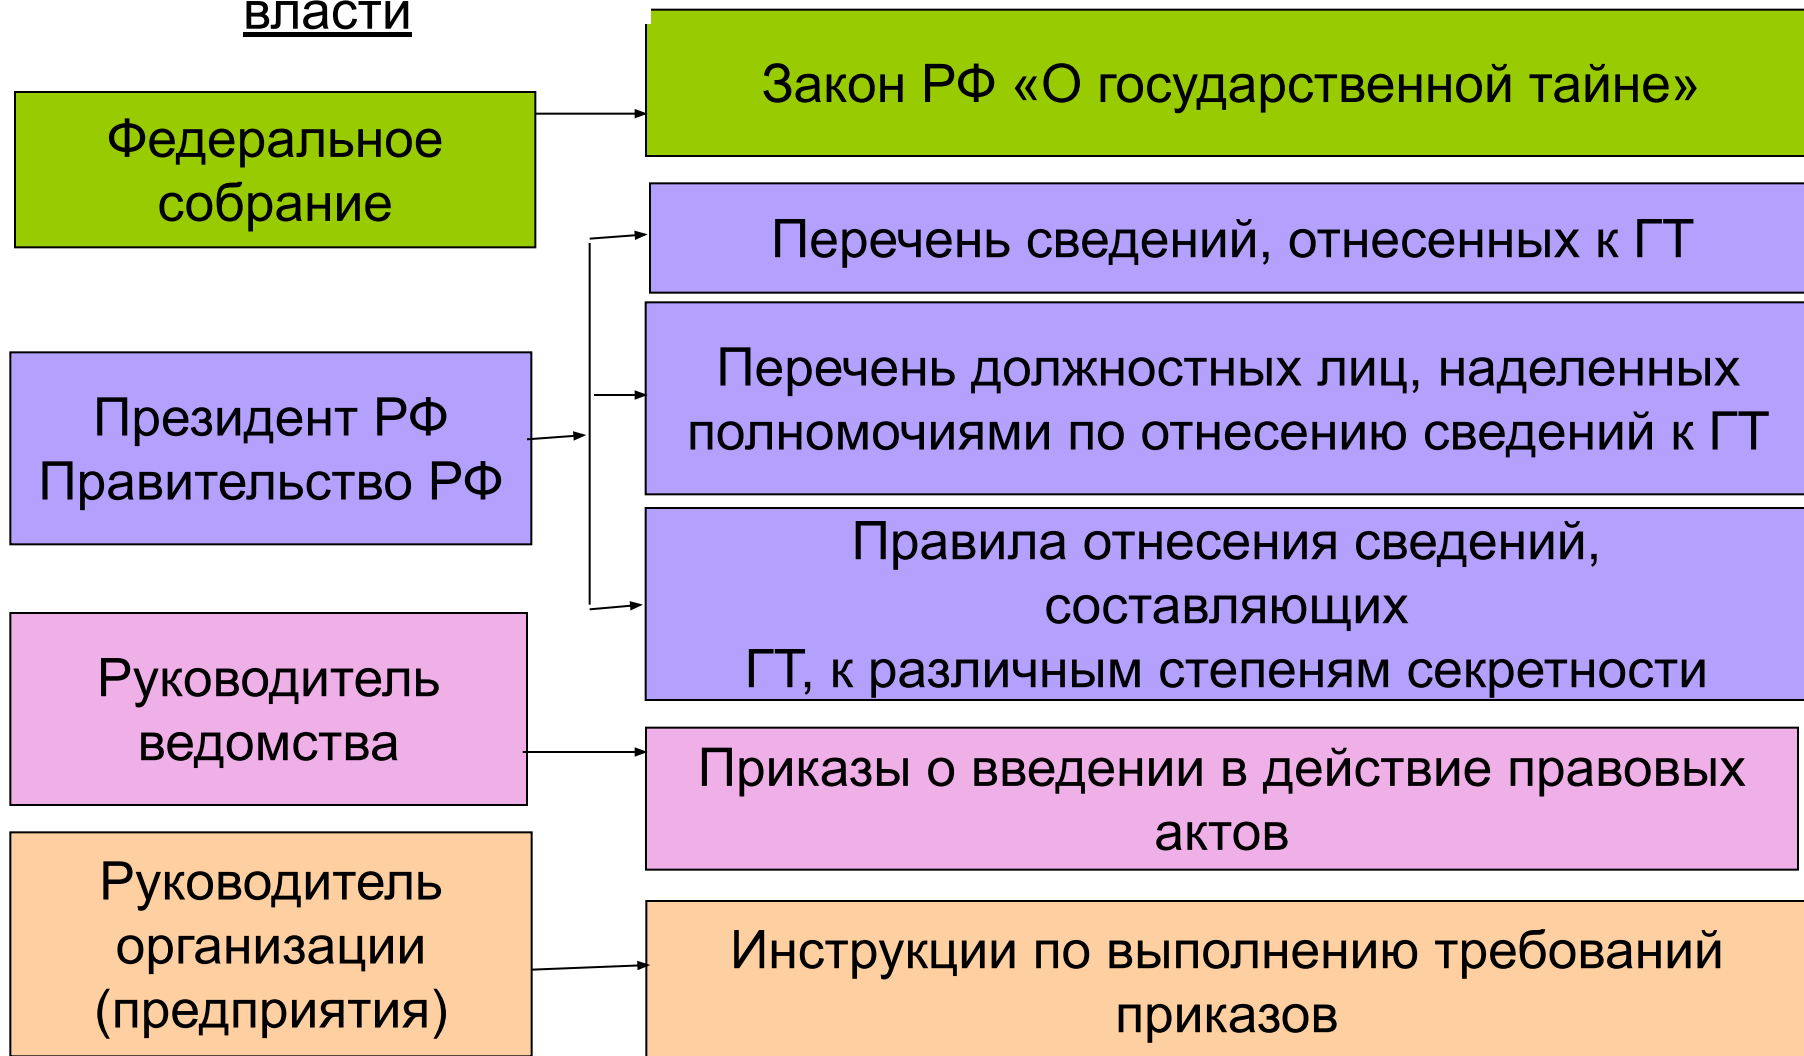 власти
Федеральное
собрание
Закон РФ «О государственной тайне»
Президент РФ
Правительство РФ
Перечень сведений, отнесенных к ГТ
Перечень должностных лиц, наделенных
полномочиями по отнесению сведений к ГТ
Правила отнесения сведений,
составляющих
ГТ, к различным степеням секретности
Руководитель
ведомства
Приказы о введении в действие правовых
актов
Руководитель
организации
(предприятия)
Инструкции по выполнению требований
приказов